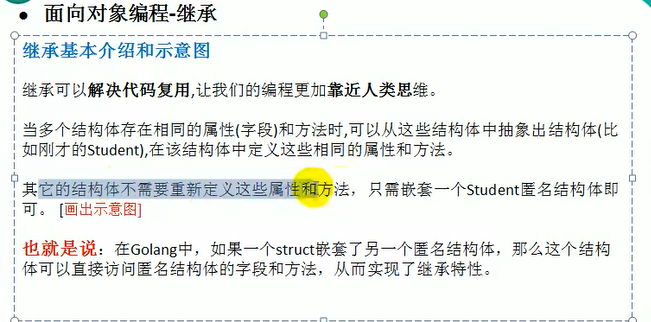 ● 面向对象编程-继承
继承基本介绍和示意图
继承可以解决代码复用,让我们的编程更加靠近人类思维。
当多个结构体存在相同的属性(字段)和方法时,可以从这些结构体中抽象出结构体(比
如刚才的Student),在该结构体中定义这些相同的属性和方法。
其它的结构体不需要重新定义这些属性和方法，只需嵌套一个Student匿名结构体即
可。 [画出示意图]
也就是说：在Golang中，如果一个struct嵌套了另一个匿名结构体，那么这个结构
体可以直接访问匿名结构体的字段和方法，从而实现了继承特性。